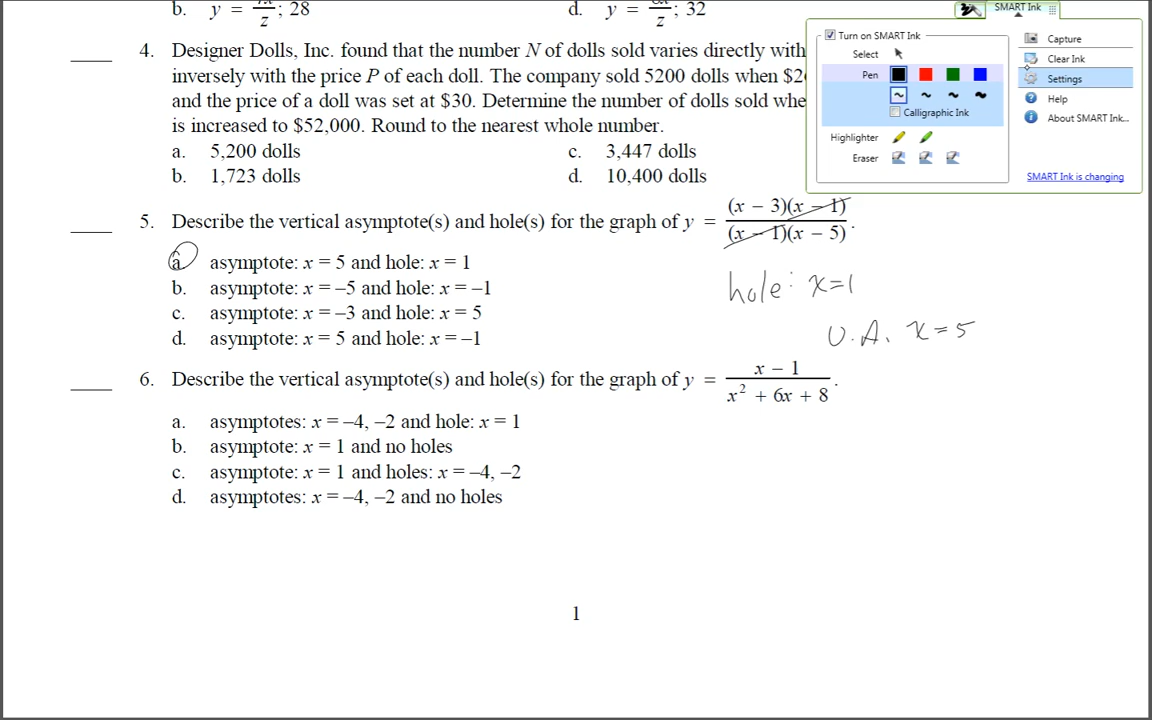 b. y = ; 28
d. y = ; 32
z
z
4. Designer Dolls, Inc. found that the number N of dolls sold varies directly with
inversely with the price P of each doll. The company sold 5200 dolls when $2
and the price of a doll was set at $30. Determine the number of dolls sold whe
is increased to $52,000. Round to the nearest whole number.
a. 5,200 dolls
c. 3,447 dolls
b. 1,723 dolls
d. 10,400 dolls
5. Describe the vertical asymptote(s) and hole(s) for the graph of y = (x − 3)(x − 1) / (x − 1)(x − 5).
a asymptote: x = 5 and hole: x = 1
b. asymptote: x = –5 and hole: x = –1
c. asymptote: x = –3 and hole: x = 5
d. asymptote: x = 5 and hole: x = –1
hole: x=1
V.A. x=5
6. Describe the vertical asymptote(s) and hole(s) for the graph of y = x − 1 / x² + 6x + 8.
a. asymptotes: x = –4, –2 and hole: x = 1
b. asymptote: x = 1 and no holes
c. asymptote: x = 1 and holes: x = –4, –2
d. asymptotes: x = –4, –2 and no holes
1
SMART Ink
Turn on SMART Ink
Select
Pen
Calligraphic Ink
Highlighter
Eraser
Capture
Clear Ink
Settings
Help
About SMART Ink...
SMART Ink is changing